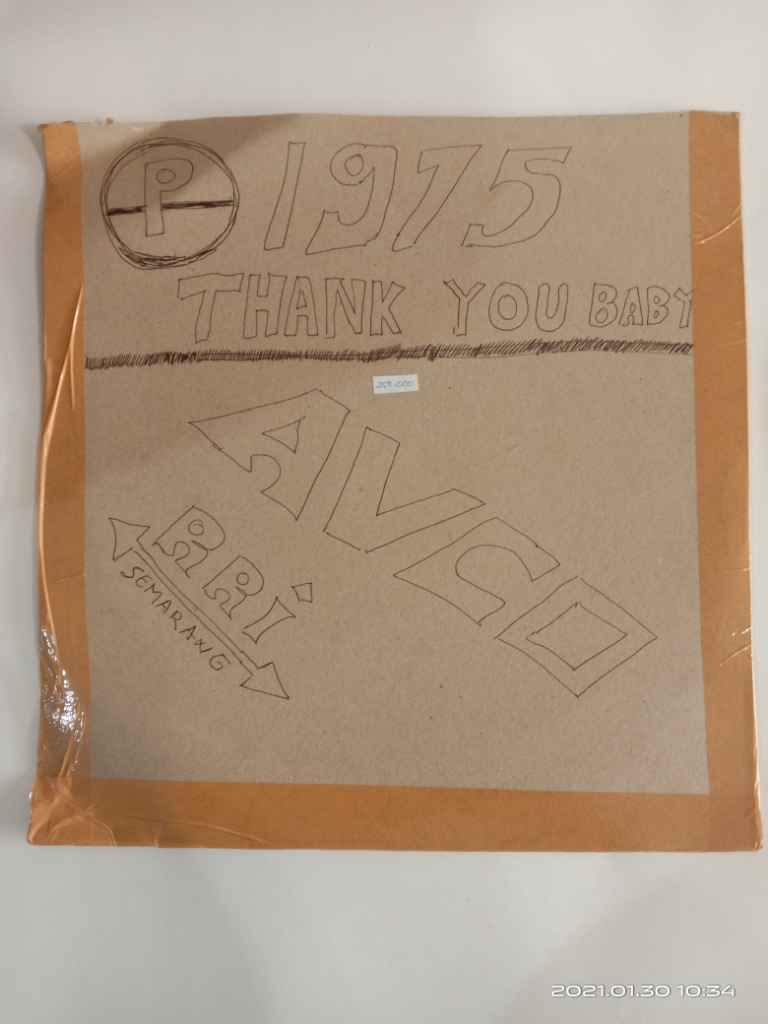 P 1975
THANK YOU BABY
AVCO
RRi
SEMARANG
2021.01.30 10:34